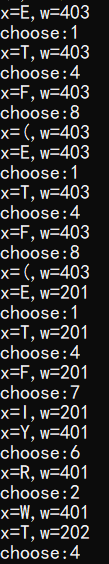 x=E,w=403
choose:1
x=T,w=403
choose:4
x=F,w=403
choose:8
x=(,w=403
x=E,w=403
choose:1
x=T,w=403
choose:4
x=F,w=403
choose:8
x=(,w=403
x=E,w=201
choose:1
x=T,w=201
choose:4
x=F,w=201
choose:7
x=I,w=201
x=Y,w=401
choose:6
x=R,w=401
choose:2
x=W,w=401
x=T,w=202
choose:4